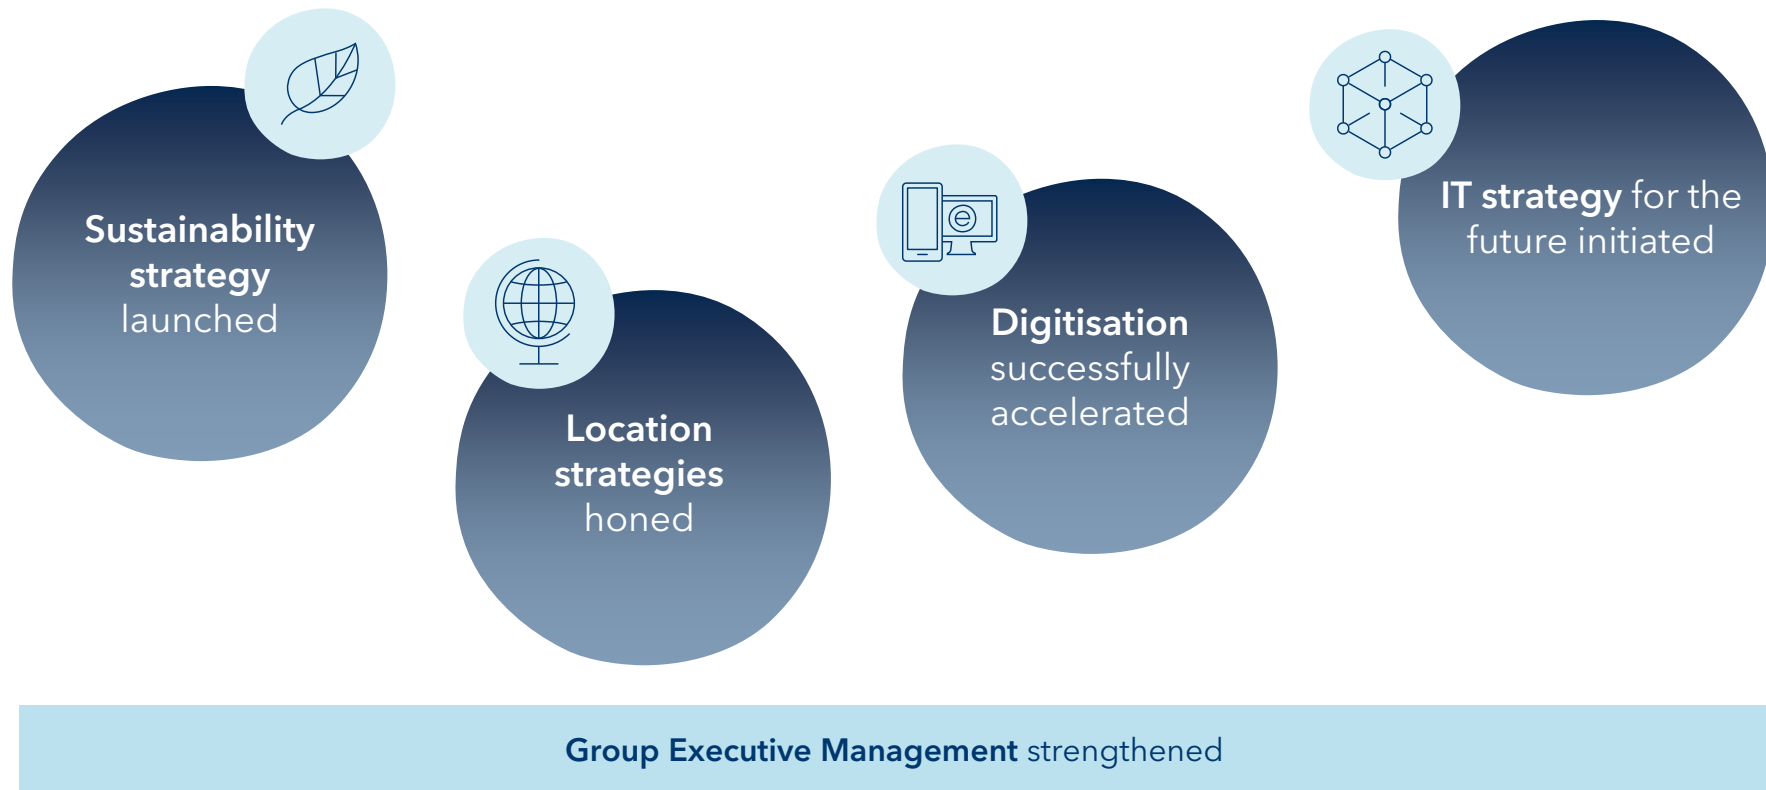 Sustainability
strategy
launched
Location
strategies
honed
Digitisation
successfully
accelerated
IT strategy for the
future initiated
Group Executive Management strengthened